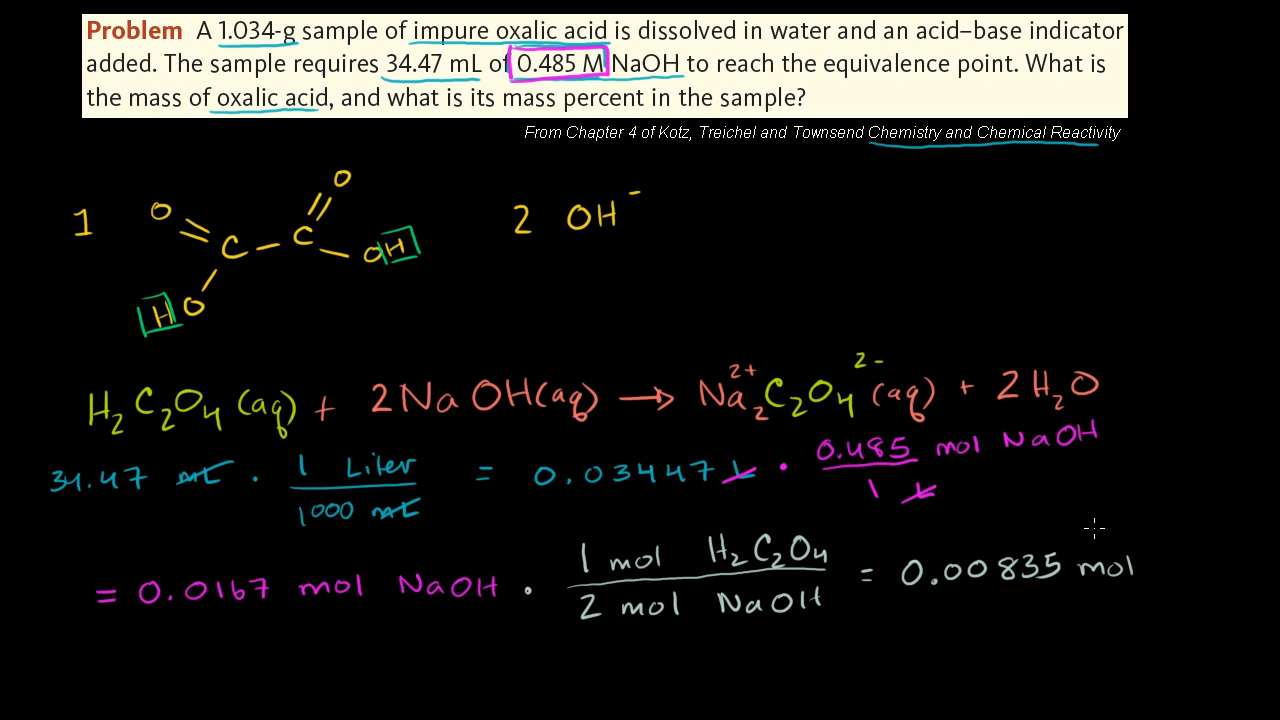 Problem A 1.034-g sample of impure oxalic acid is dissolved in water and an acid–base indicator
added. The sample requires 34.47 mL of 0.485 M NaOH to reach the equivalence point. What is
the mass of oxalic acid, and what is its mass percent in the sample?
From Chapter 4 of Kotz, Treichel and Townsend Chemistry and Chemical Reactivity
O
1 O C – C OH 2 OH⁻
HO
H₂C₂O₄(aq) + 2NaOH(aq) → Na₂²⁺C₂O₄²⁻(aq) + 2H₂O
34.47 mL · 1 Liter / 1000 mL = 0.03447 L · 0.485 mol NaOH / 1 L
= 0.0167 mol NaOH · 1 mol H₂C₂O₄ / 2 mol NaOH = 0.00835 mol